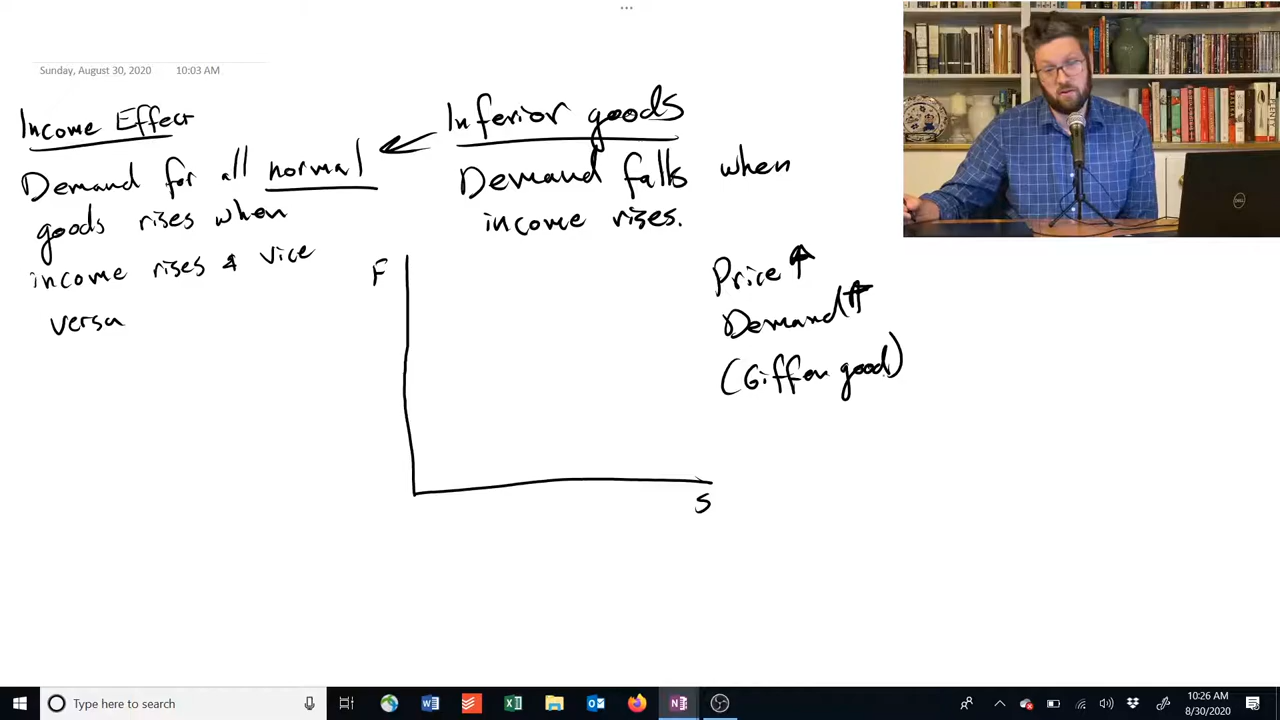 Sunday, August 30, 2020 10:03 AM
Income Effect
Demand for all normal
goods rises when
income rises & vice
versa
Inferior goods
Demand falls when
income rises.
F
S
Price ↑
Demand ↑
(Giffen good)
DELL
Type here to search
10:26 AM
8/30/2020